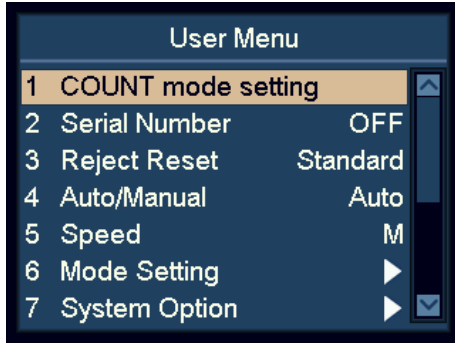 User Menu
1 COUNT mode setting
2 Serial Number OFF
3 Reject Reset Standard
4 Auto/Manual Auto
5 Speed M
6 Mode Setting
7 System Option